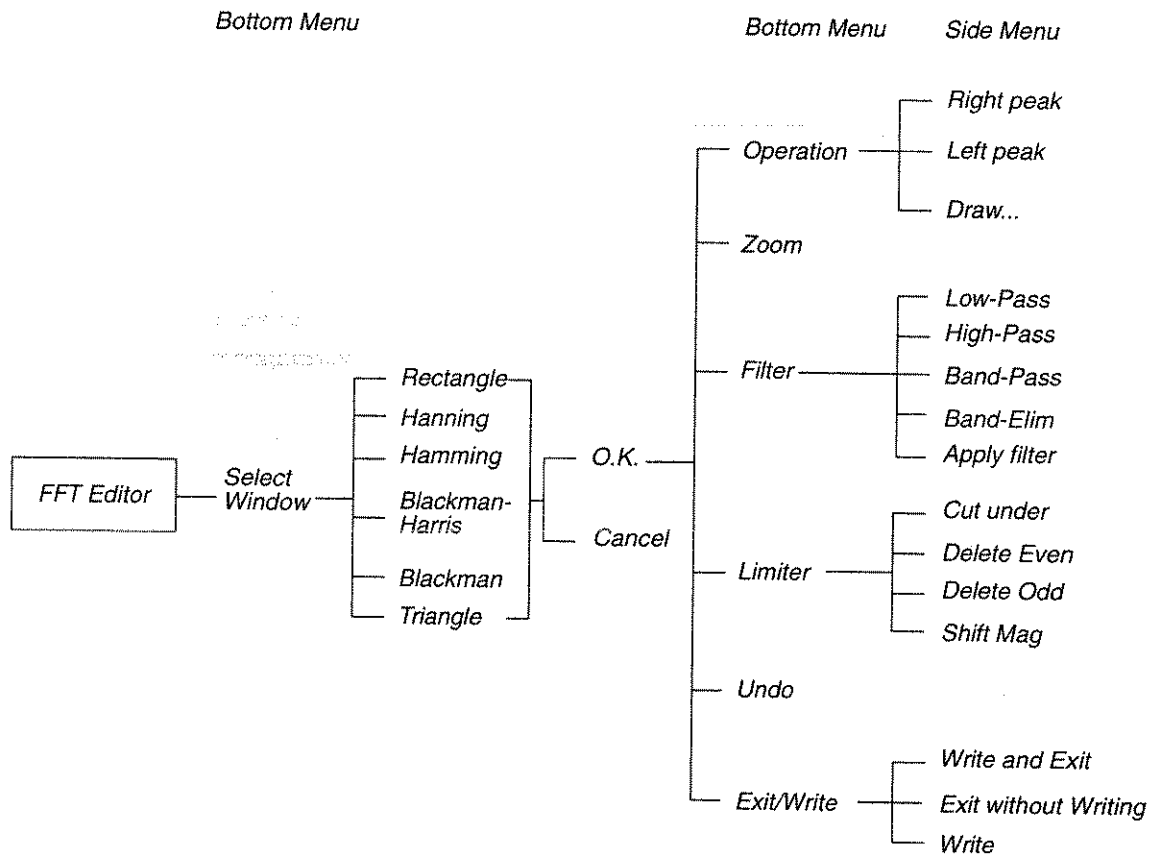 Bottom Menu
Bottom Menu
Side Menu
Right peak
Operation
Left peak
Draw...
Zoom
Low-Pass
High-Pass
Filter
Band-Pass
Band-Elim
Apply filter
Rectangle
Hanning
Hamming
Blackman-
Harris
Blackman
Triangle
FFT Editor
Select
Window
O.K.
Cancel
Cut under
Delete Even
Limiter
Delete Odd
Shift Mag
Undo
Write and Exit
Exit/Write
Exit without Writing
Write